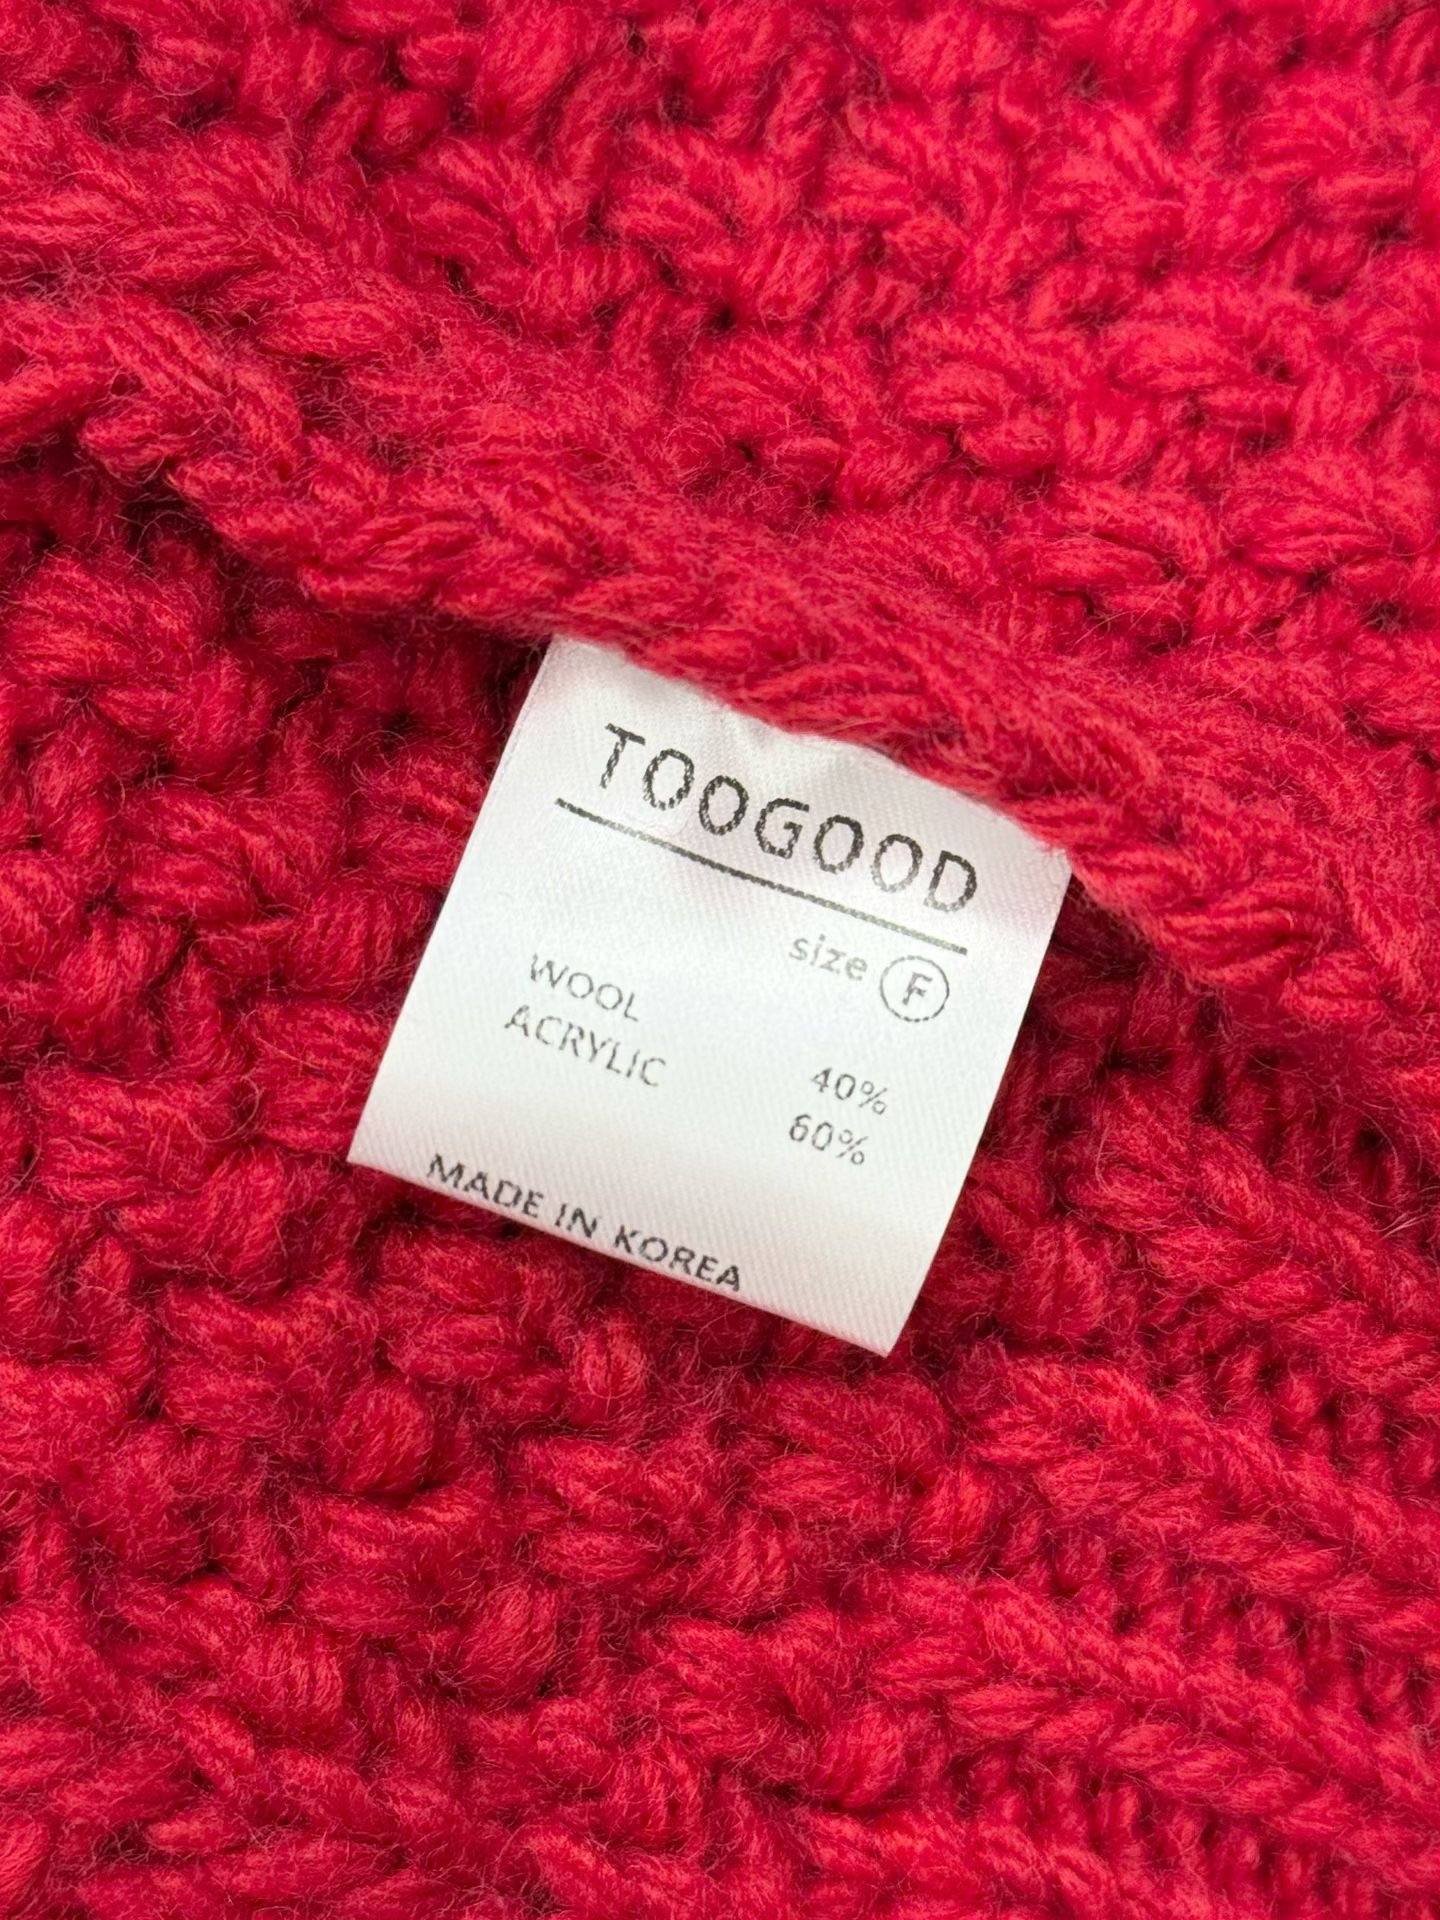 TOOGOOD
size F
WOOL 40%
ACRYLIC 60%
MADE IN KOREA